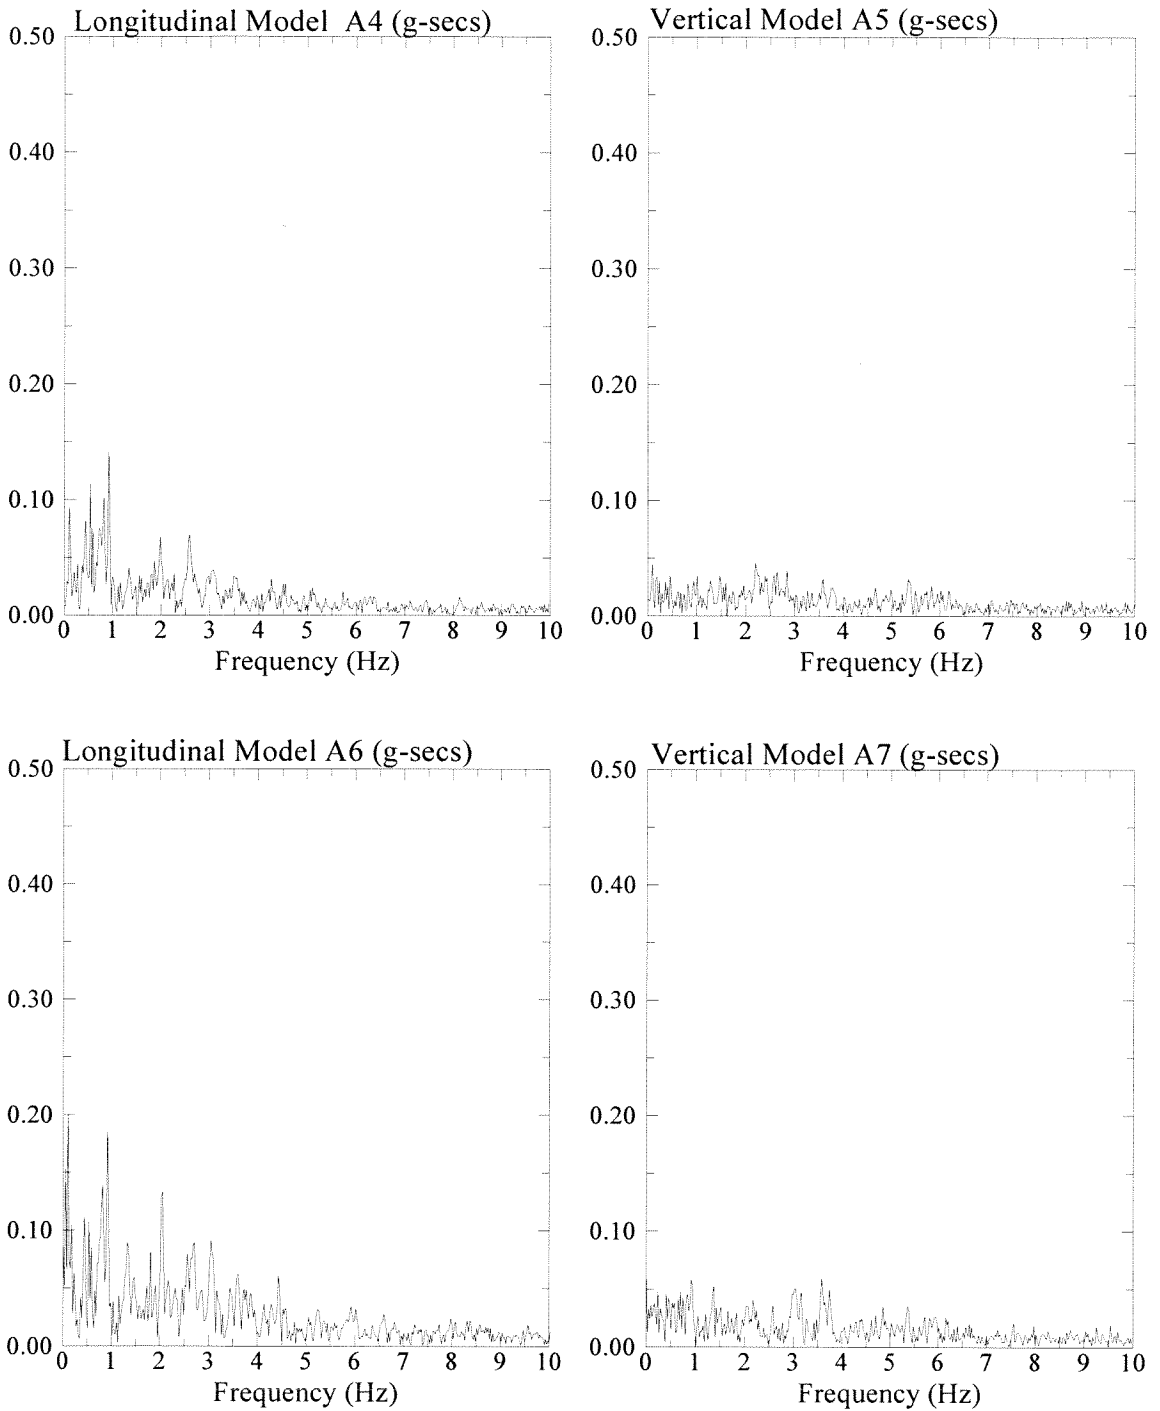 Longitudinal Model A4 (g-secs)
0.50
0.40
0.30
0.20
0.10
0.00
0 1 2 3 4 5 6 7 8 9 10
Frequency (Hz)
Vertical Model A5 (g-secs)
0.50
0.40
0.30
0.20
0.10
0.00
0 1 2 3 4 5 6 7 8 9 10
Frequency (Hz)
Longitudinal Model A6 (g-secs)
0.50
0.40
0.30
0.20
0.10
0.00
0 1 2 3 4 5 6 7 8 9 10
Frequency (Hz)
Vertical Model A7 (g-secs)
0.50
0.40
0.30
0.20
0.10
0.00
0 1 2 3 4 5 6 7 8 9 10
Frequency (Hz)